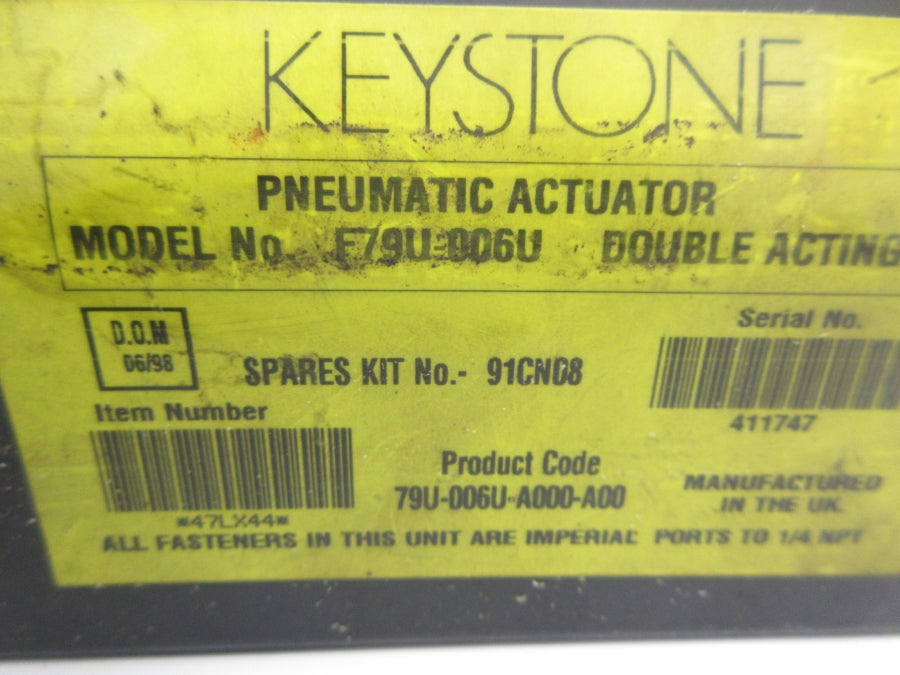 KEYSTONE
PNEUMATIC ACTUATOR
MODEL No. F79U-006U DOUBLE ACTING
D.O.M
06/98
SPARES KIT No.- 91CN08
Serial No.
411747
Item Number
*47LX44*
Product Code
79U-006U-A000-A00
MANUFACTURED
IN THE UK.
ALL FASTENERS IN THIS UNIT ARE IMPERIAL PORTS TO 1/4 NPT